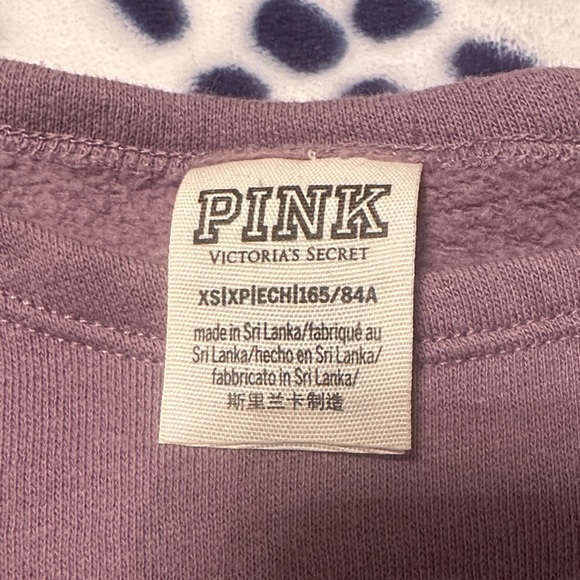 PINK
VICTORIA'S SECRET
XS|XP|ECH|165/84A
made in Sri Lanka/fabriqué au
Sri Lanka/hecho en Sri Lanka/
fabbricato in Sri Lanka/
斯里兰卡制造